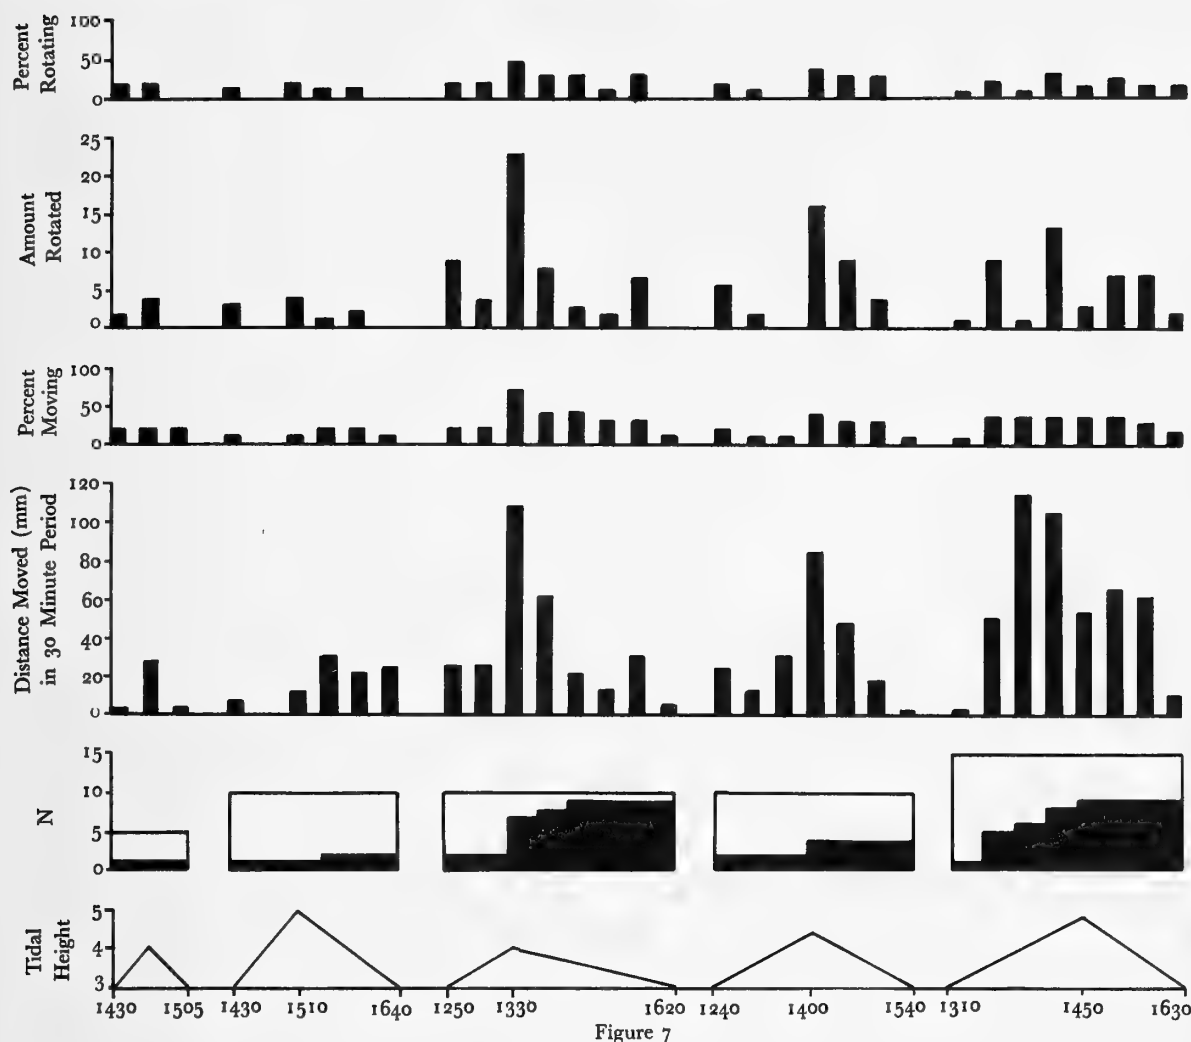 Percent
Rotating
100
50
0
Amount
Rotated
25
20
15
10
5
0
Percent
Moving
100
50
0
Distance Moved (mm)
in 30 Minute Period
120
100
80
60
40
20
0
N
15
10
5
0
Tidal
Height
5
4
3
1430 1505 1430 1510 1640 1250 1330 1620 1240 1400 1540 1310 1450 1630
Figure 7